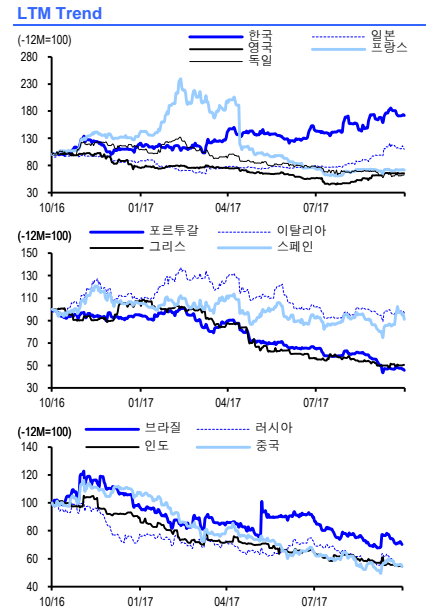 LTM Trend
(-12M=100)
한국
일본
영국
프랑스
독일
280
230
180
130
80
30
10/16
01/17
04/17
07/17
(-12M=100)
포르투갈
이탈리아
그리스
스페인
150
130
110
90
70
50
30
10/16
01/17
04/17
07/17
(-12M=100)
브라질
러시아
인도
중국
140
120
100
80
60
40
10/16
01/17
04/17
07/17